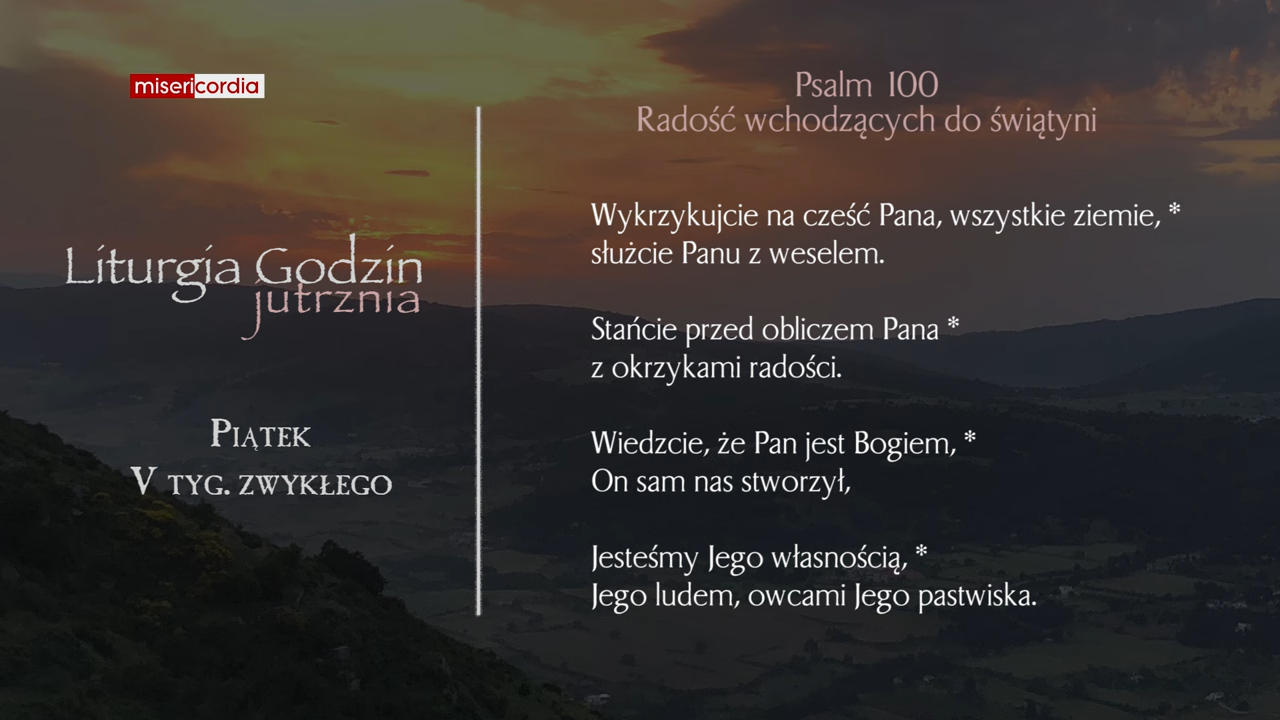 misericordia
Liturgia Godzin
jutrznia
Piątek
V tyg. zwykłego
Psalm 100
Radość wchodzących do świątyni
Wykrzykujcie na cześć Pana, wszystkie ziemie, *
służcie Panu z weselem.
Stańcie przed obliczem Pana *
z okrzykami radości.
Wiedzcie, że Pan jest Bogiem, *
On sam nas stworzył,
Jesteśmy Jego własnością, *
Jego ludem, owcami Jego pastwiska.